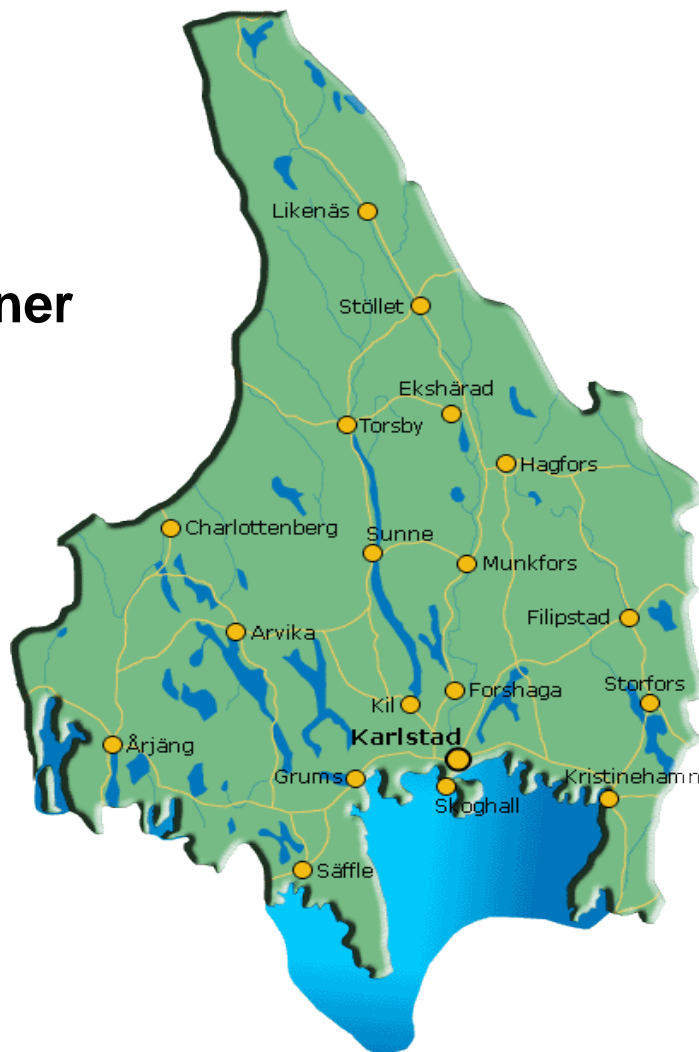 Likenäs
ner
Stöllet
Ekshärad
Torsby
Hagfors
Charlottenberg
Sunne
Munkfors
Filipstad
Arvika
Storfors
Forshaga
Kil
Karlstad
Årjäng
Grums
Kristinehamn
Skoghall
Säffle